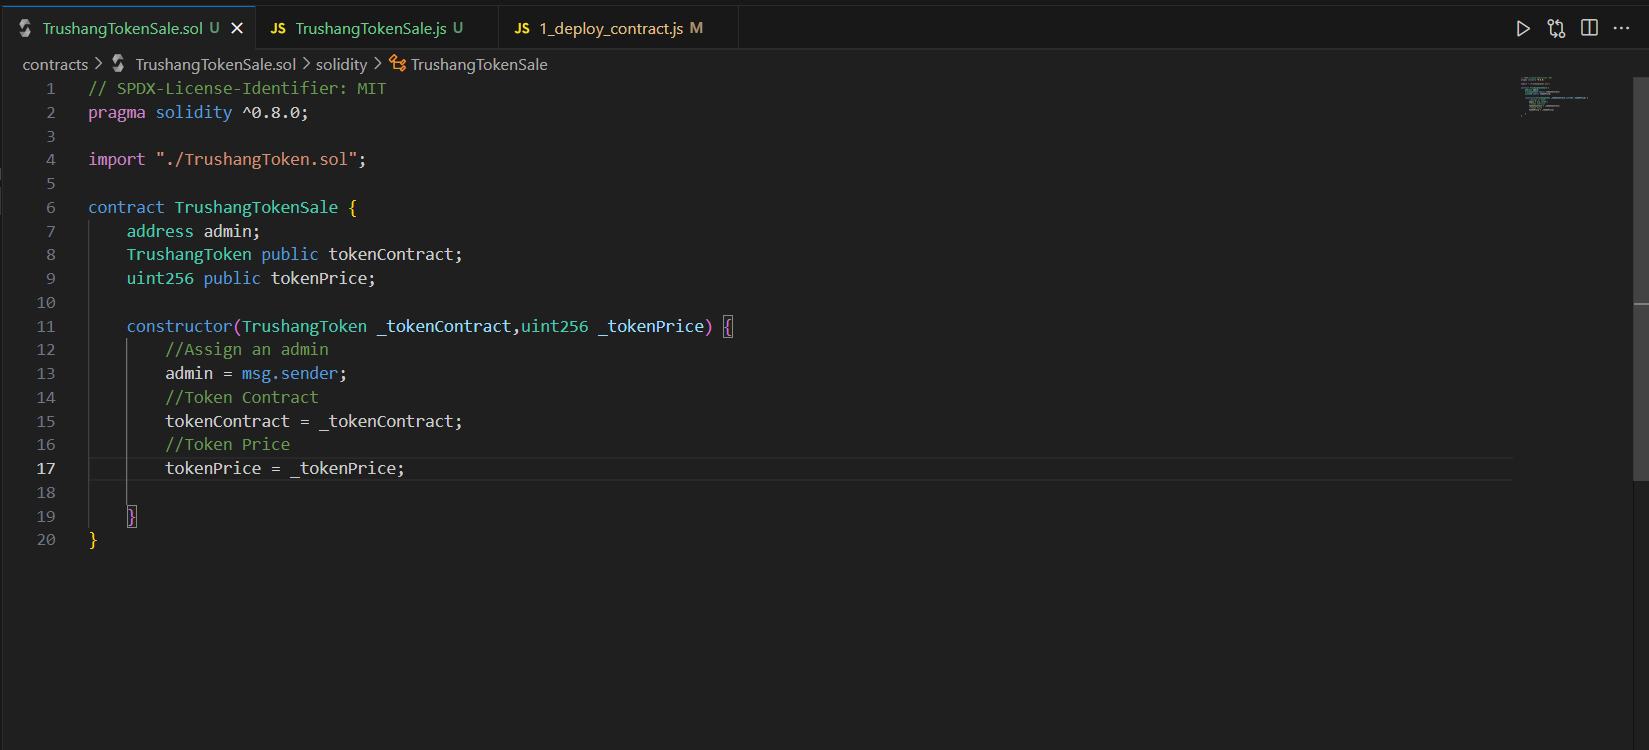 TrushangTokenSale.sol U
JS TrushangTokenSale.js U
JS 1_deploy_contract.js M
contracts > TrushangTokenSale.sol > solidity > TrushangTokenSale
1 // SPDX-License-Identifier: MIT
2 pragma solidity ^0.8.0;
3
4 import "./TrushangToken.sol";
5
6 contract TrushangTokenSale {
7 address admin;
8 TrushangToken public tokenContract;
9 uint256 public tokenPrice;
10
11 constructor(TrushangToken _tokenContract,uint256 _tokenPrice) {
12 //Assign an admin
13 admin = msg.sender;
14 //Token Contract
15 tokenContract = _tokenContract;
16 //Token Price
17 tokenPrice = _tokenPrice;
18
19 }
20 }